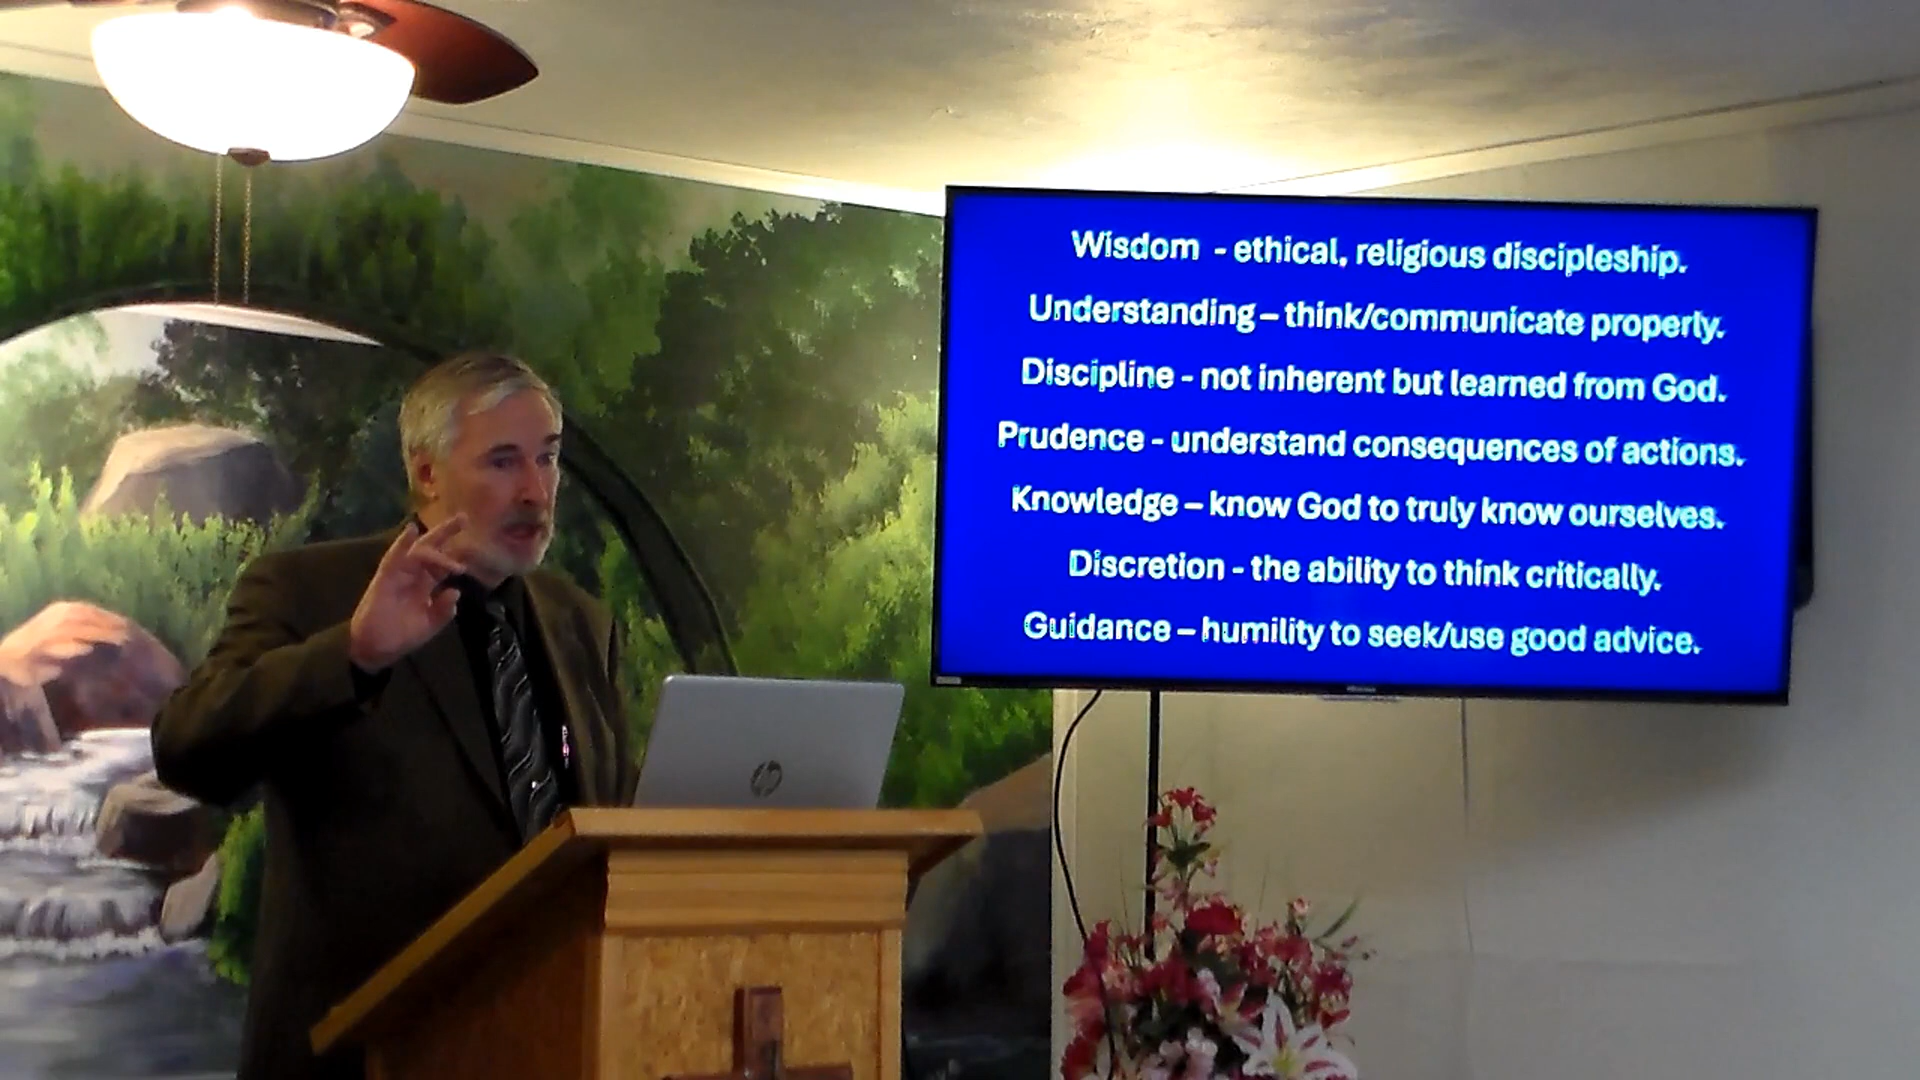 Wisdom - ethical, religious discipleship.
Understanding – think/communicate properly.
Discipline - not inherent but learned from God.
Prudence - understand consequences of actions.
Knowledge – know God to truly know ourselves.
Discretion - the ability to think critically.
Guidance – humility to seek/use good advice.
hp